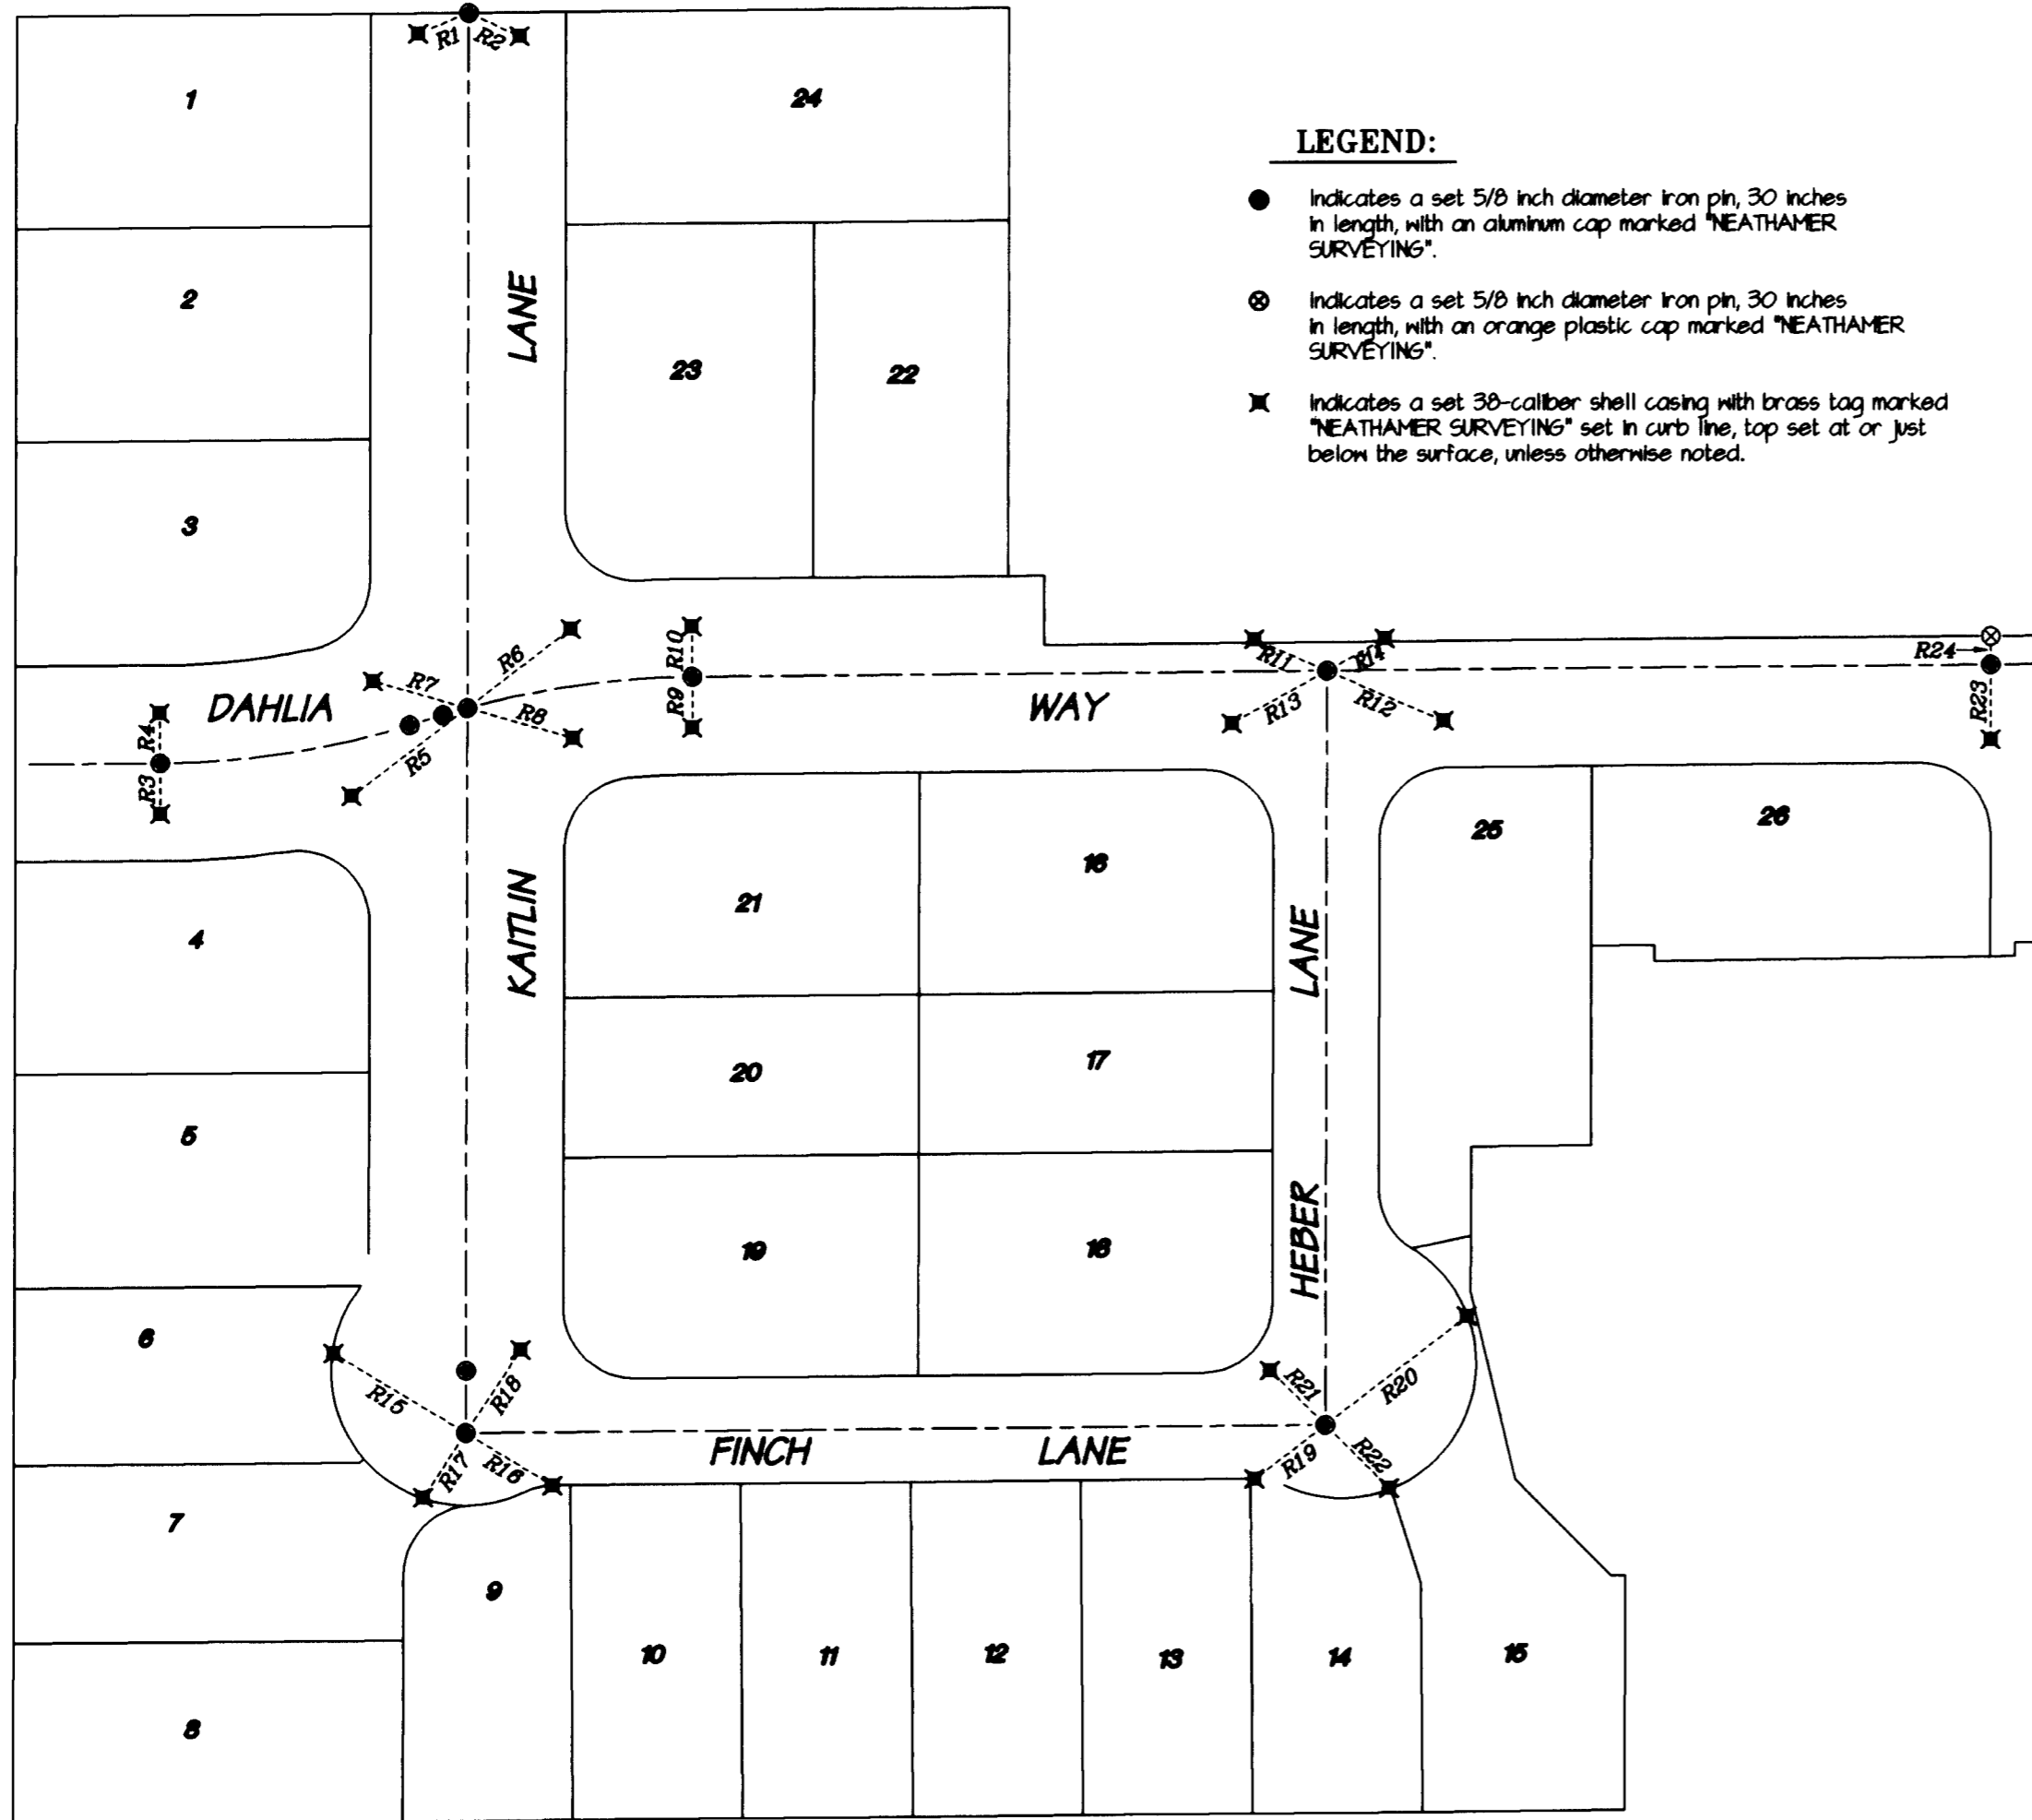 R1
R2
1
24
LEGEND:
Indicates a set 5/8 inch diameter iron pin, 30 inches
in length, with an aluminum cap marked "NEATHAMER
SURVEYING".
Indicates a set 5/8 inch diameter iron pin, 30 inches
in length, with an orange plastic cap marked "NEATHAMER
SURVEYING".
Indicates a set 38-caliber shell casing with brass tag marked
"NEATHAMER SURVEYING" set in curb line, top set at or just
below the surface, unless otherwise noted.
2
LANE
23
22
3
R6
R10
R11
R14
R24
R7
DAHLIA
R8
R9
WAY
R13
R12
R23
R4
R3
R5
4
KAITLIN
21
16
LANE
25
26
5
20
17
6
19
18
HEBER
R15
R18
R21
R20
R17
R16
FINCH
LANE
R19
R22
7
9
10
11
12
13
14
15
8